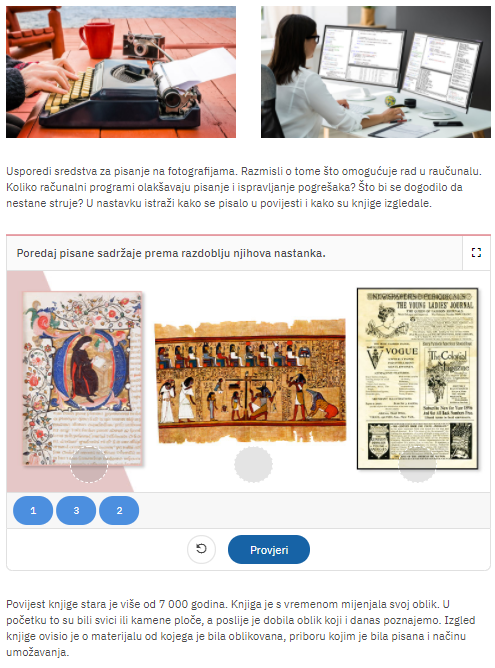 Usporedi sredstva za pisanje na fotografijama. Razmisli o tome što omogućuje rad u raučunalu.
Koliko računalni programi olakšavaju pisanje i ispravljanje pogrešaka? Što bi se dogodilo da
nestane struje? U nastavku istraži kako se pisalo u povijesti i kako su knjige izgledale.
Poredaj pisane sadržaje prema razdoblju njihova nastanka.
NEWSPAPERS & PERIODICALS
THE YOUNG LADIES' JOURNAL
VOGUE
The Colonial
Magazine
1
3
2
Provjeri
Povijest knjige stara je više od 7 000 godina. Knjiga je s vremenom mijenjala svoj oblik. U
početku to su bili svici ili kamene ploče, a poslije je dobila oblik koji i danas poznajemo. Izgled
knjige ovisio je o materijalu od kojega je bila oblikovana, priboru kojim je bila pisana i načinu
umožavanja.